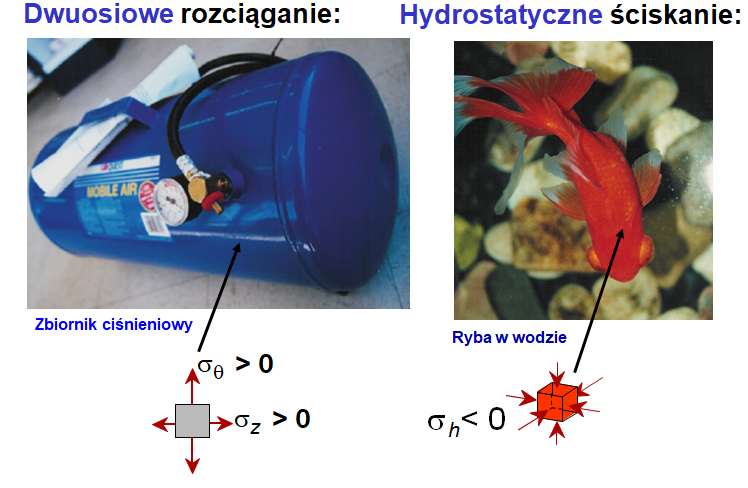 Dwuosiowe rozciąganie:
Hydrostatyczne ściskanie:
MOBILE AIR
Zbiornik ciśnieniowy
Ryba w wodzie
σθ > 0
σz > 0
σh < 0